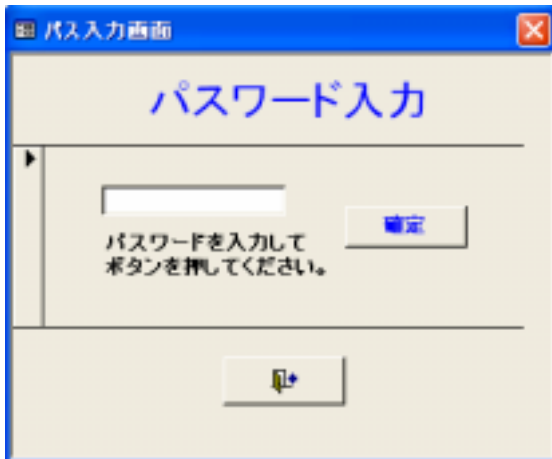 パス入力画面
パスワード入力
確定
パスワードを入力して
ボタンを押してください。